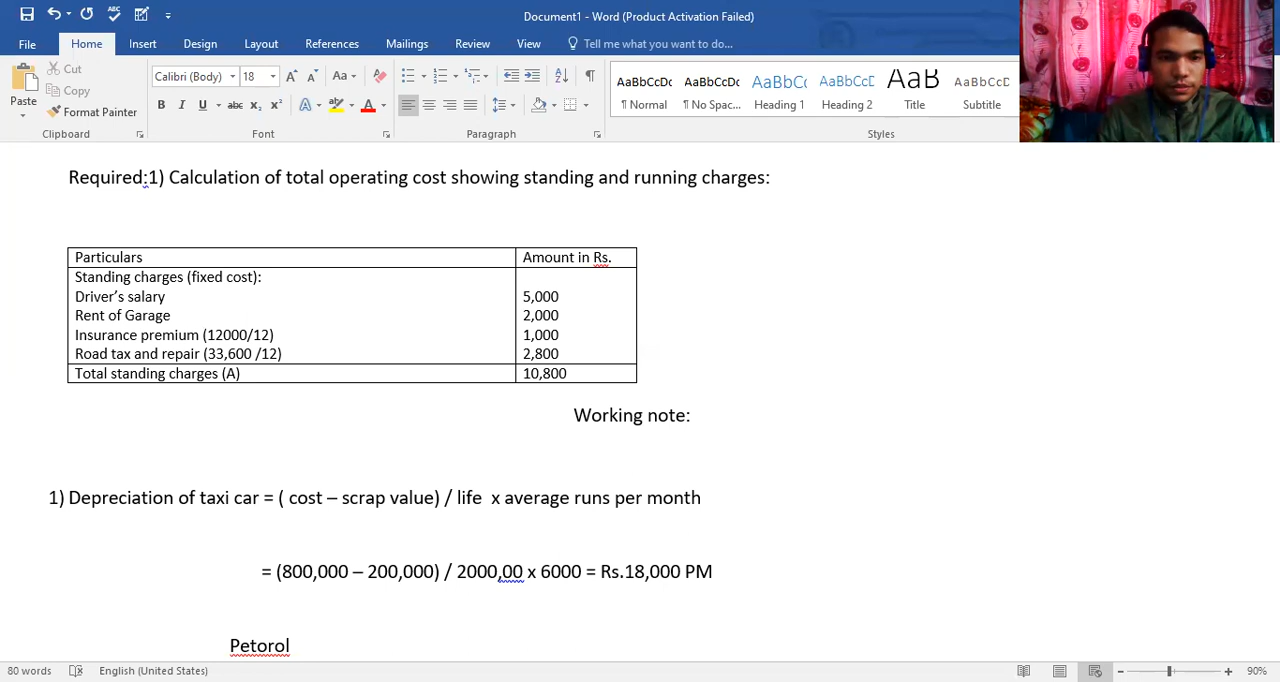 Document1 - Word (Product Activation Failed)
File Home Insert Design Layout References Mailings Review View Tell me what you want to do...
Paste Cut Copy Format Painter
Calibri (Body) 18
AaBbCcDc AaBbCcDc AaBbCc AaBbCcD AaB AaBbCcD
¶ Normal ¶ No Spac... Heading 1 Heading 2 Title Subtitle
Clipboard Font Paragraph Styles
Required:1) Calculation of total operating cost showing standing and running charges:
Particulars Amount in Rs.
Standing charges (fixed cost):
Driver’s salary 5,000
Rent of Garage 2,000
Insurance premium (12000/12) 1,000
Road tax and repair (33,600 /12) 2,800
Total standing charges (A) 10,800
Working note:
1) Depreciation of taxi car = ( cost – scrap value) / life x average runs per month
= (800,000 – 200,000) / 2000,00 x 6000 = Rs.18,000 PM
Petorol
80 words English (United States) 90%